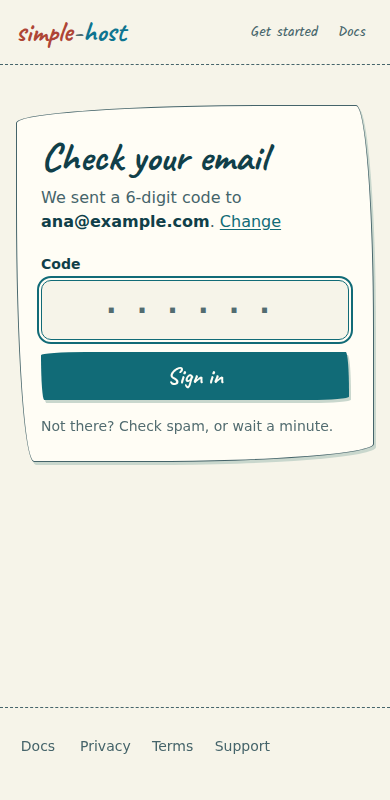 simple-host
Get started Docs
Check your email
We sent a 6-digit code to
ana@example.com. Change
Code
······
Sign in
Not there? Check spam, or wait a minute.
Docs Privacy Terms Support